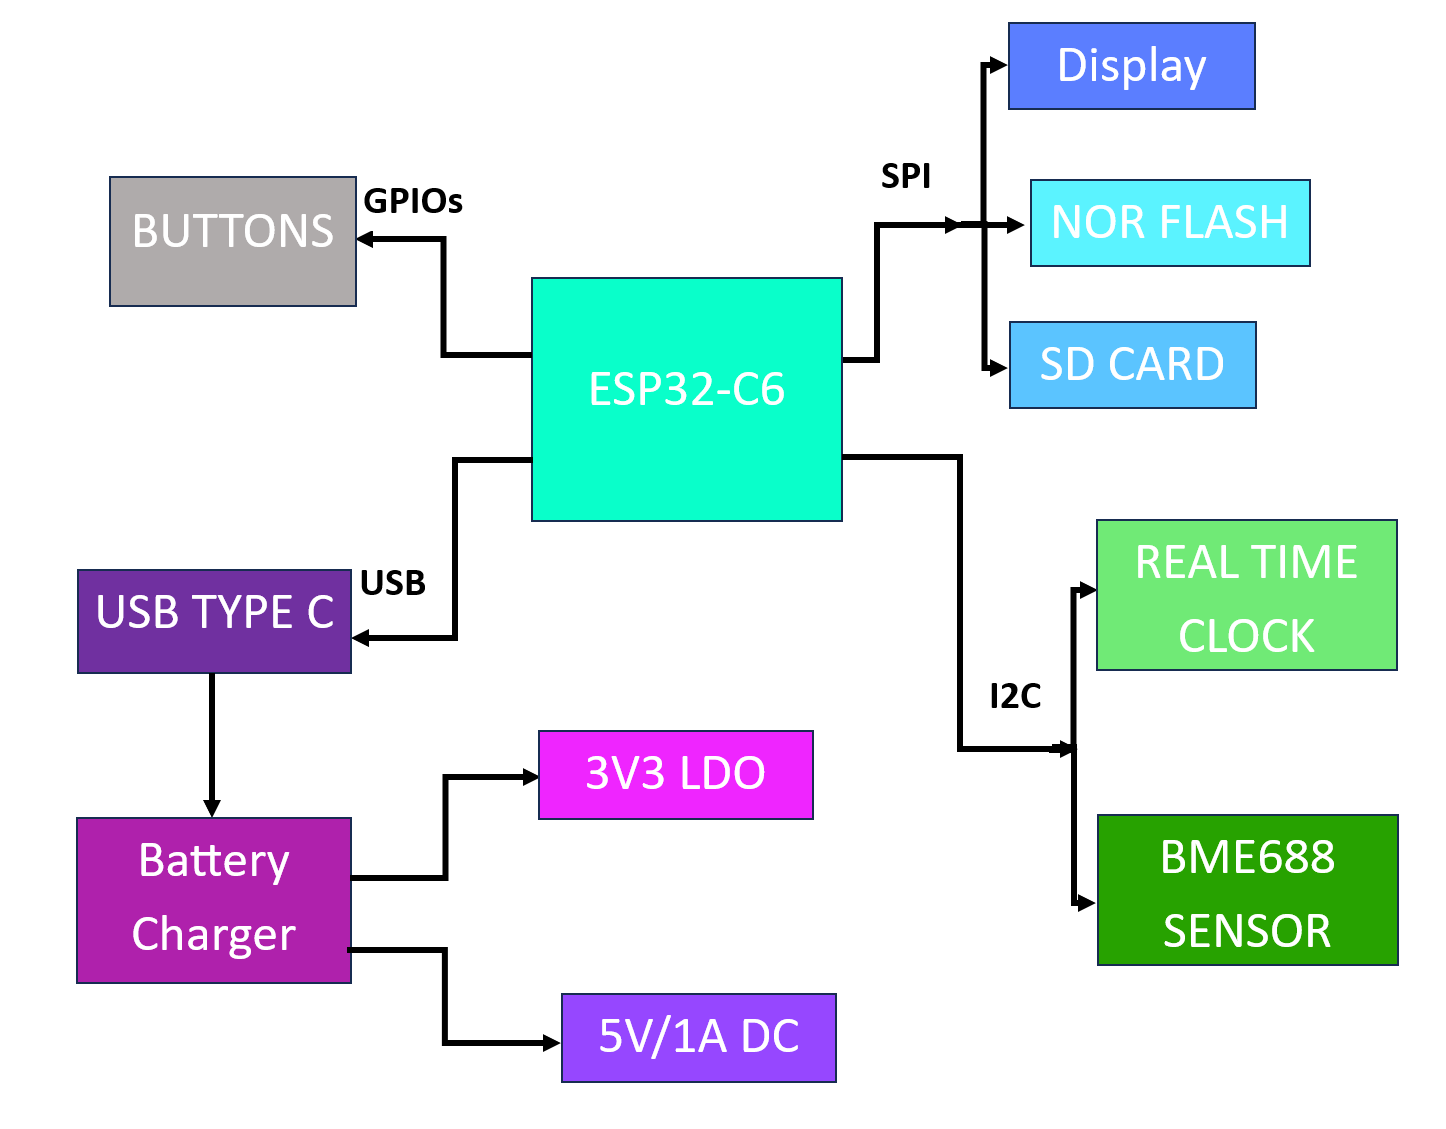 Display
SPI
NOR FLASH
GPIOs
BUTTONS
ESP32-C6
SD CARD
REAL TIME
CLOCK
USB
USB TYPE C
I2C
3V3 LDO
Battery
Charger
BME688
SENSOR
5V/1A DC